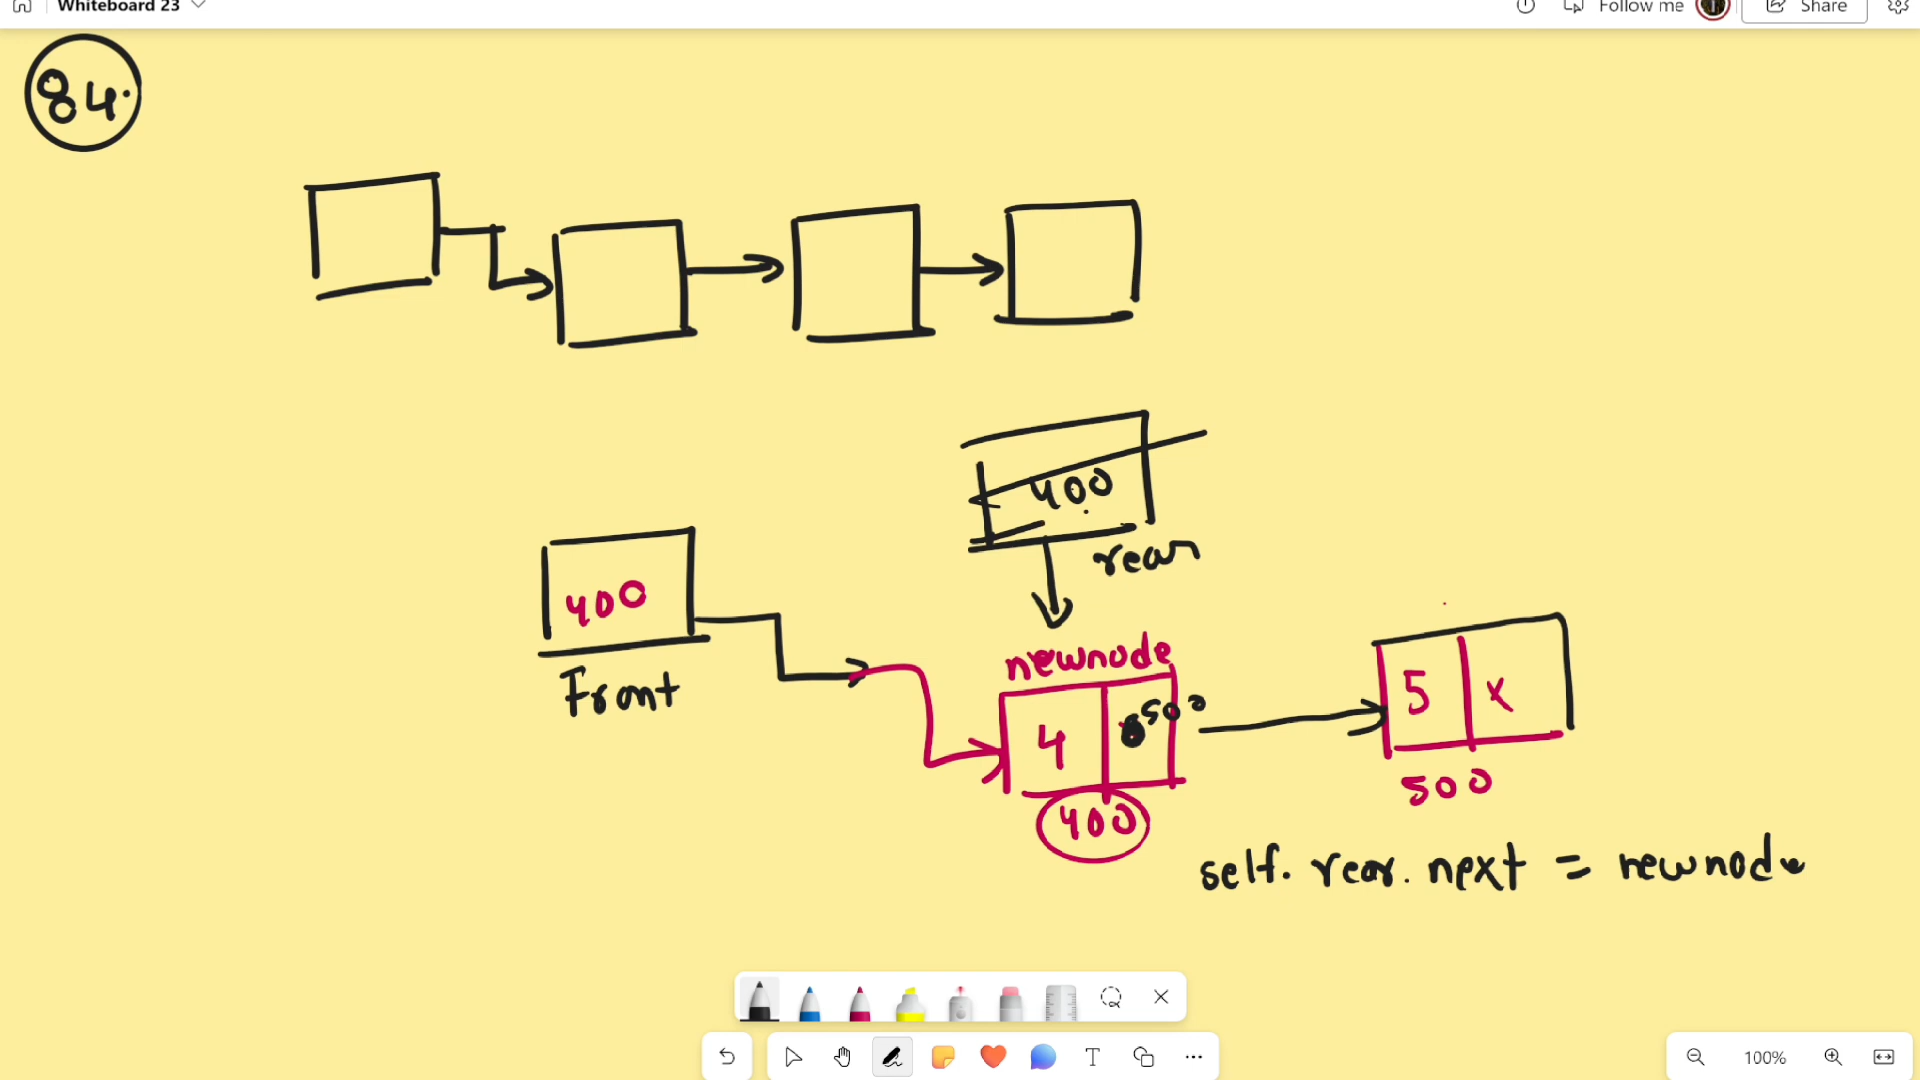 Whiteboard 23
Follow me
Share
84.
400
rear
400
Front
newnode
4
500
5
x
400
500
self. rear. next = newnode
100%